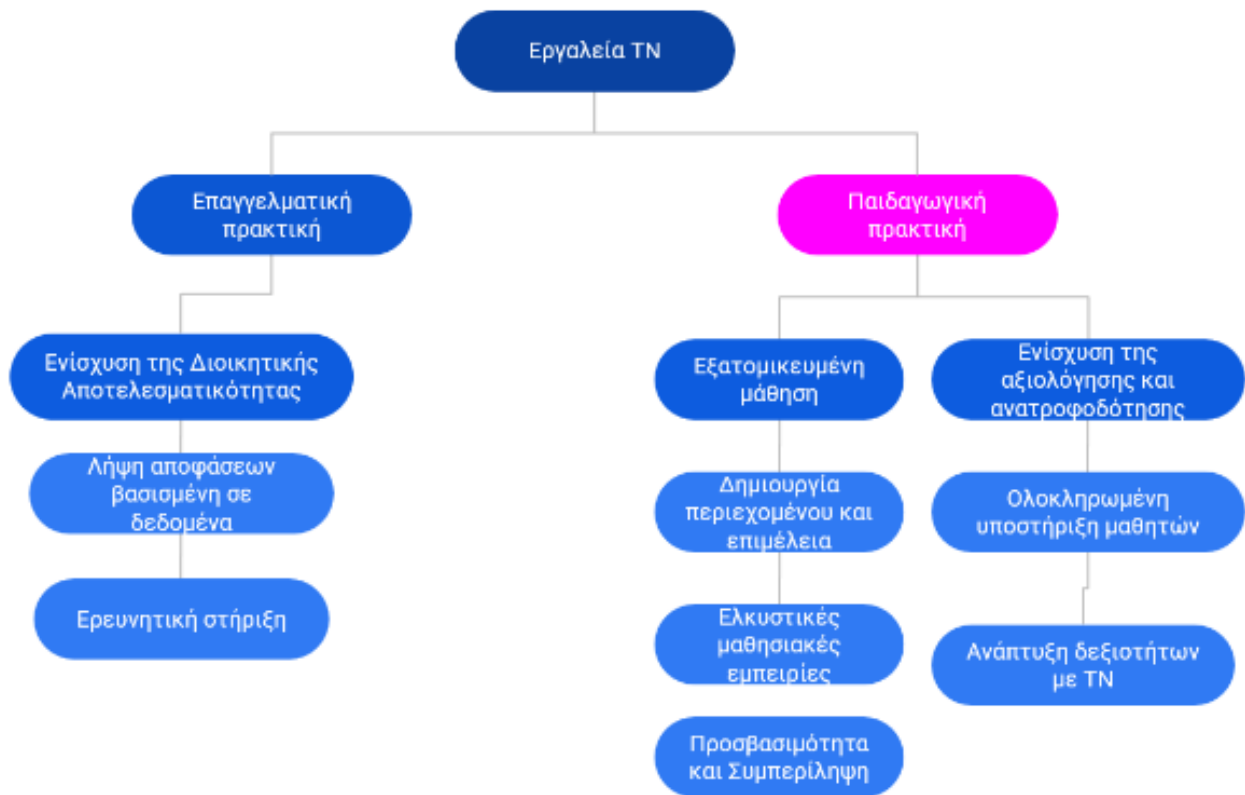 Εργαλεία ΤΝ
Επαγγελματική
πρακτική
Παιδαγωγική
πρακτική
Ενίσχυση της Διοικητικής
Αποτελεσματικότητας
Λήψη αποφάσεων
βασισμένη σε
δεδομένα
Ερευνητική στήριξη
Εξατομικευμένη
μάθηση
Δημιουργία
περιεχομένου και
επιμέλεια
Ελκυστικές
μαθησιακές
εμπειρίες
Προσβασιμότητα
και Συμπερίληψη
Ενίσχυση της
αξιολόγησης και
ανατροφοδότησης
Ολοκληρωμένη
υποστήριξη μαθητών
Ανάπτυξη δεξιοτήτων
με ΤΝ